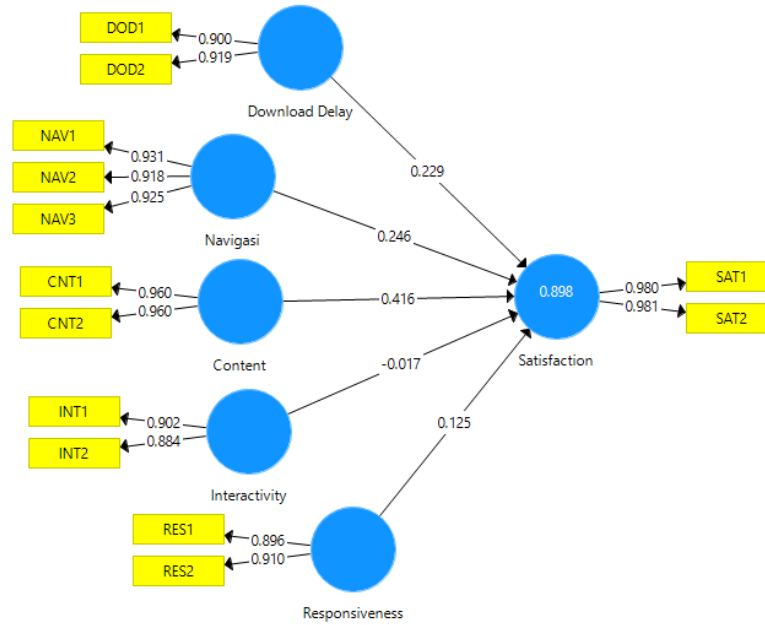 DOD1
0.900
DOD2
0.919
Download Delay
0.229
NAV1
0.931
NAV2
0.918
NAV3
0.925
Navigasi
0.246
CNT1
0.960
CNT2
0.960
Content
0.416
0.898
Satisfaction
0.980
SAT1
0.981
SAT2
INT1
0.902
INT2
0.884
Interactivity
-0.017
RES1
0.896
RES2
0.910
Responsiveness
0.125